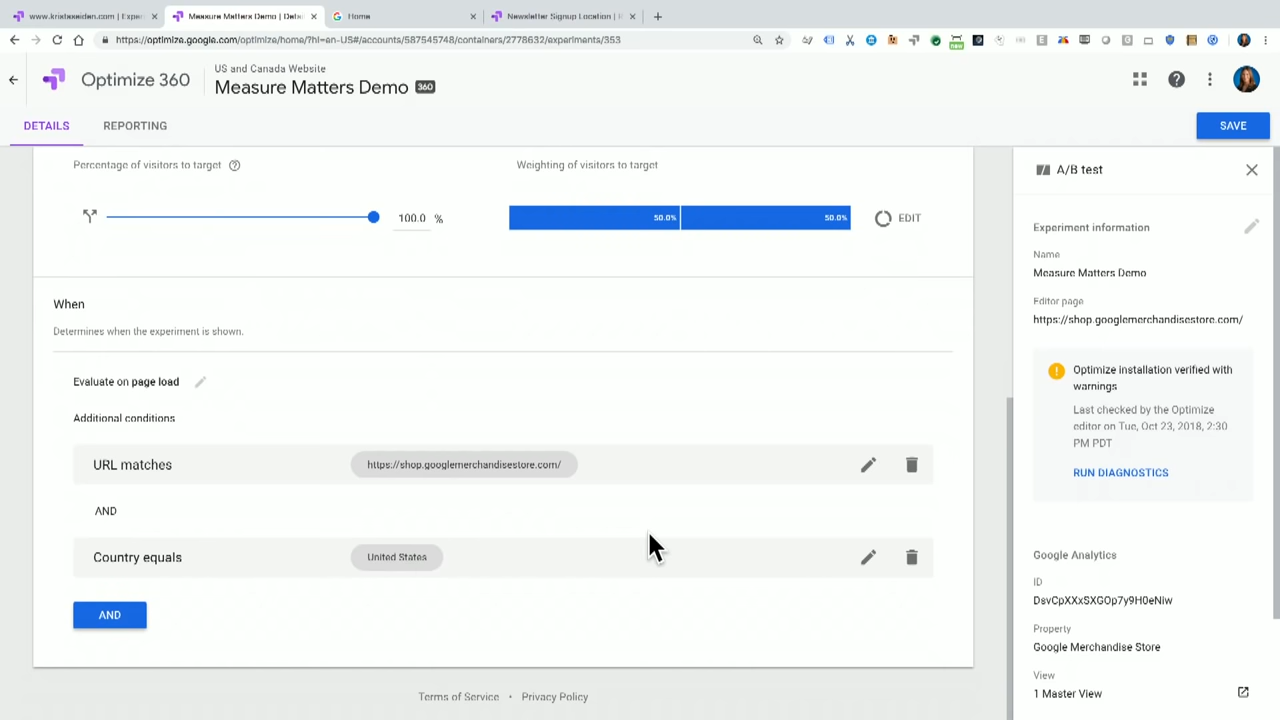 www.kristaseiden.com | Exper
Measure Matters Demo | Detai
Home
Newsletter Signup Location |
https://optimize.google.com/optimize/home/?hl=en-US#/accounts/587545748/containers/2778632/experiments/353
new
Optimize 360
US and Canada Website
Measure Matters Demo 360
DETAILS
REPORTING
SAVE
Percentage of visitors to target
Weighting of visitors to target
100.0 %
50.0%
50.0%
EDIT
When
Determines when the experiment is shown.
Evaluate on page load
Additional conditions
URL matches
https://shop.googlemerchandisestore.com/
AND
Country equals
United States
AND
Terms of Service • Privacy Policy
A/B test
Experiment information
Name
Measure Matters Demo
Editor page
https://shop.googlemerchandisestore.com/
Optimize installation verified with
warnings
Last checked by the Optimize
editor on Tue, Oct 23, 2018, 2:30
PM PDT
RUN DIAGNOSTICS
Google Analytics
ID
DsvCpXXxSXGOp7y9H0eNiw
Property
Google Merchandise Store
View
1 Master View